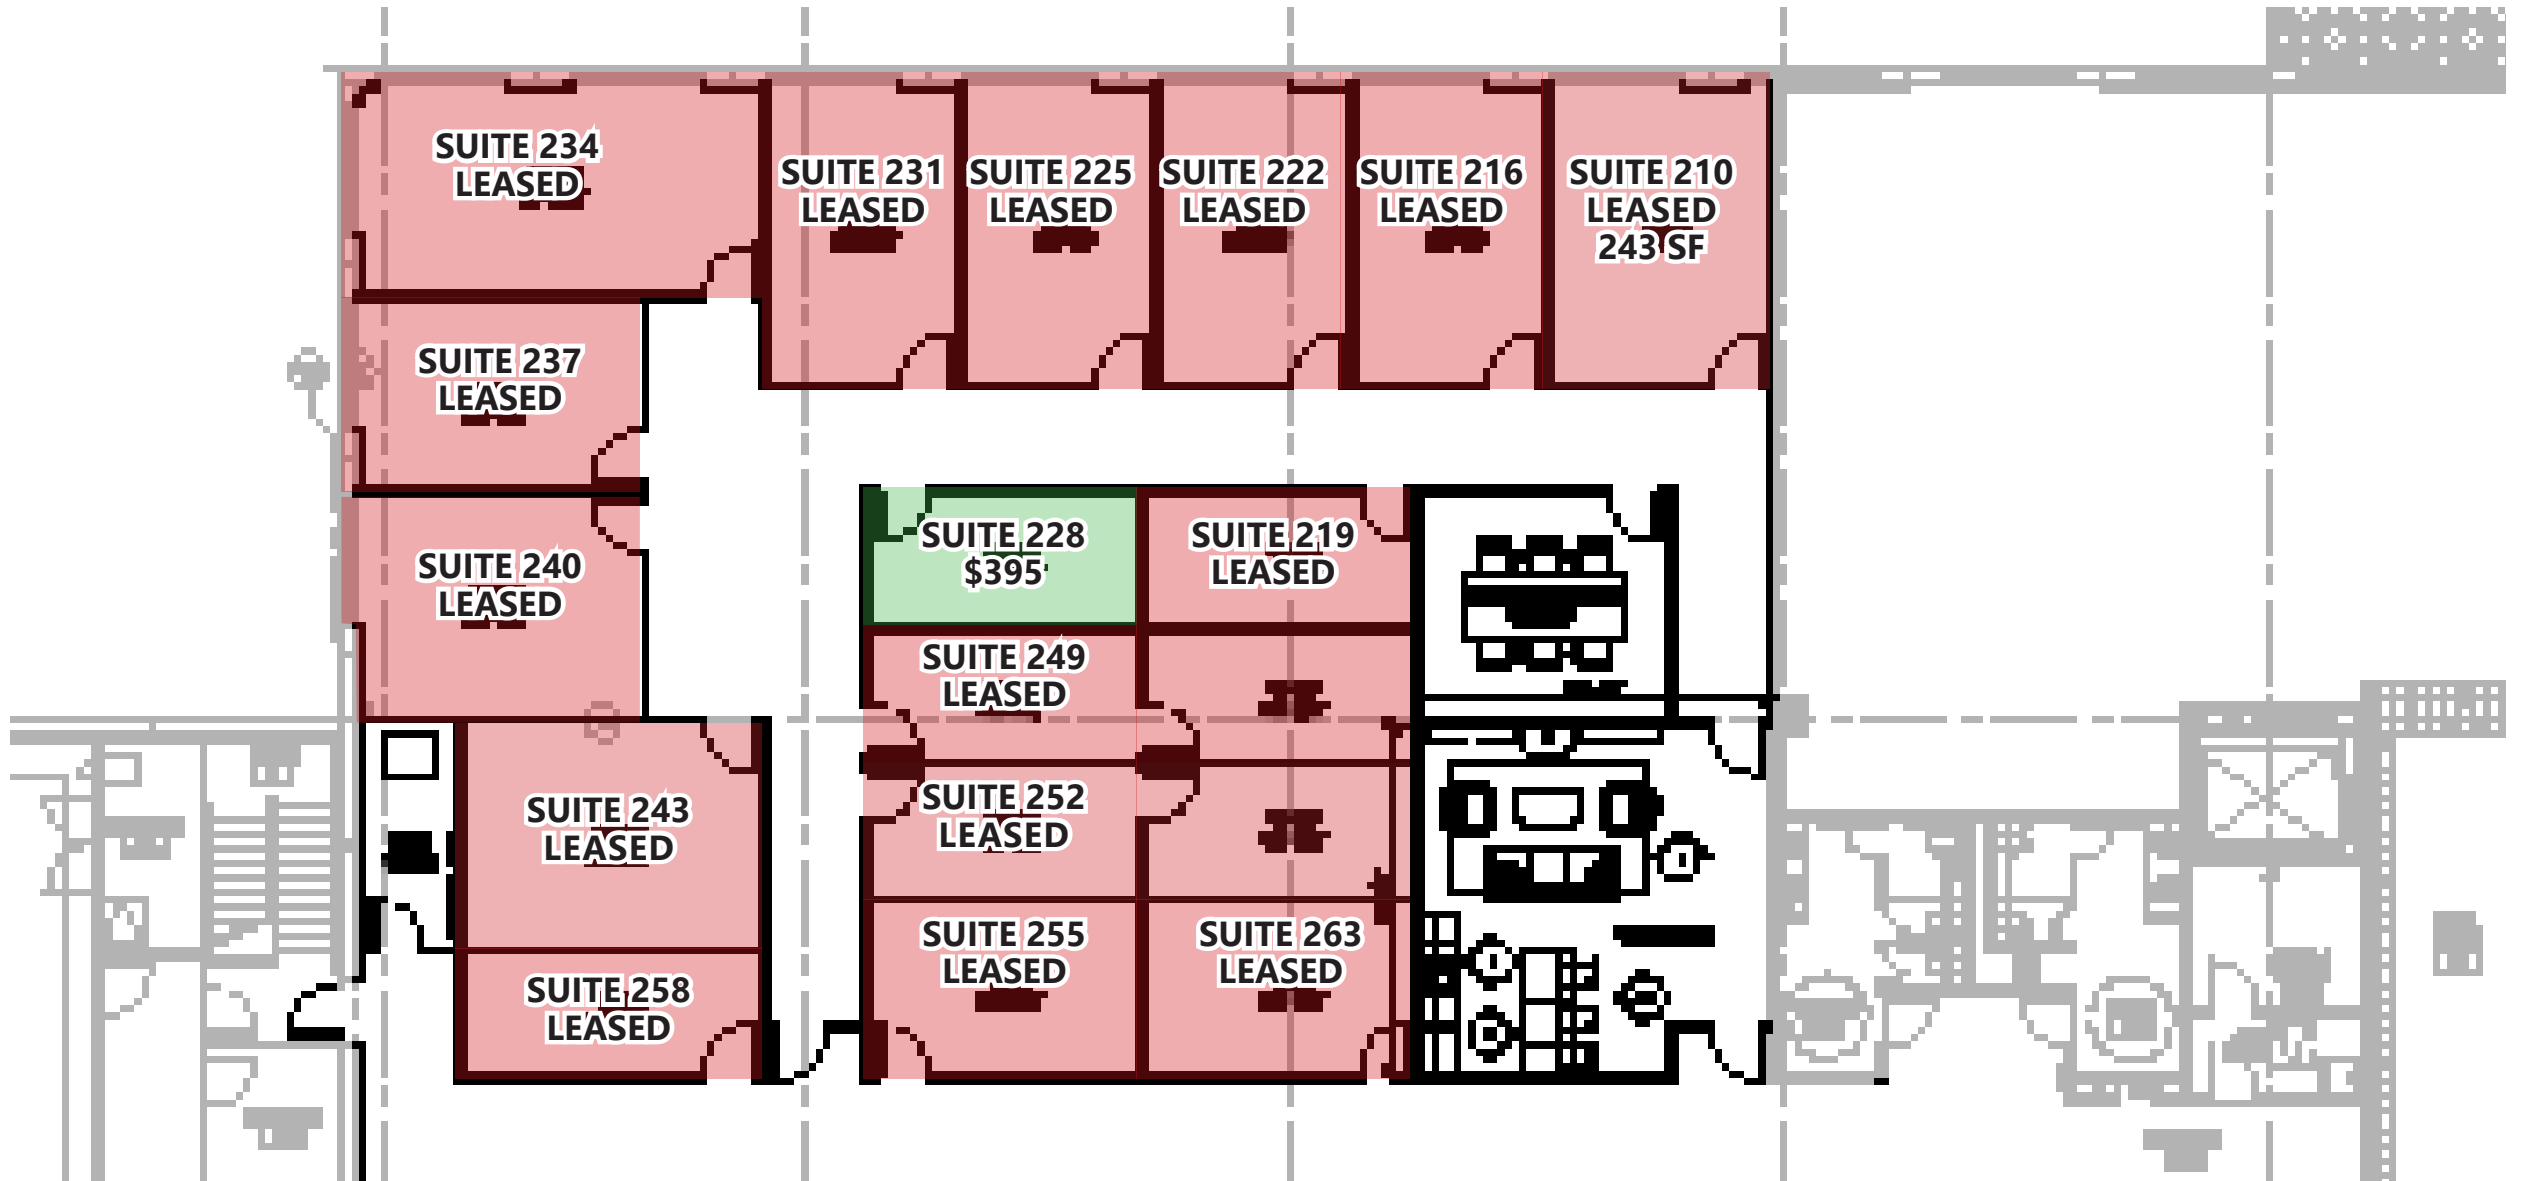 SUITE 234
LEASED
SUITE 231
LEASED
SUITE 225
LEASED
SUITE 222
LEASED
SUITE 216
LEASED
SUITE 210
LEASED
243 SF
SUITE 237
LEASED
SUITE 240
LEASED
SUITE 228
$395
SUITE 219
LEASED
SUITE 249
LEASED
SUITE 243
LEASED
SUITE 252
LEASED
SUITE 255
LEASED
SUITE 263
LEASED
SUITE 258
LEASED